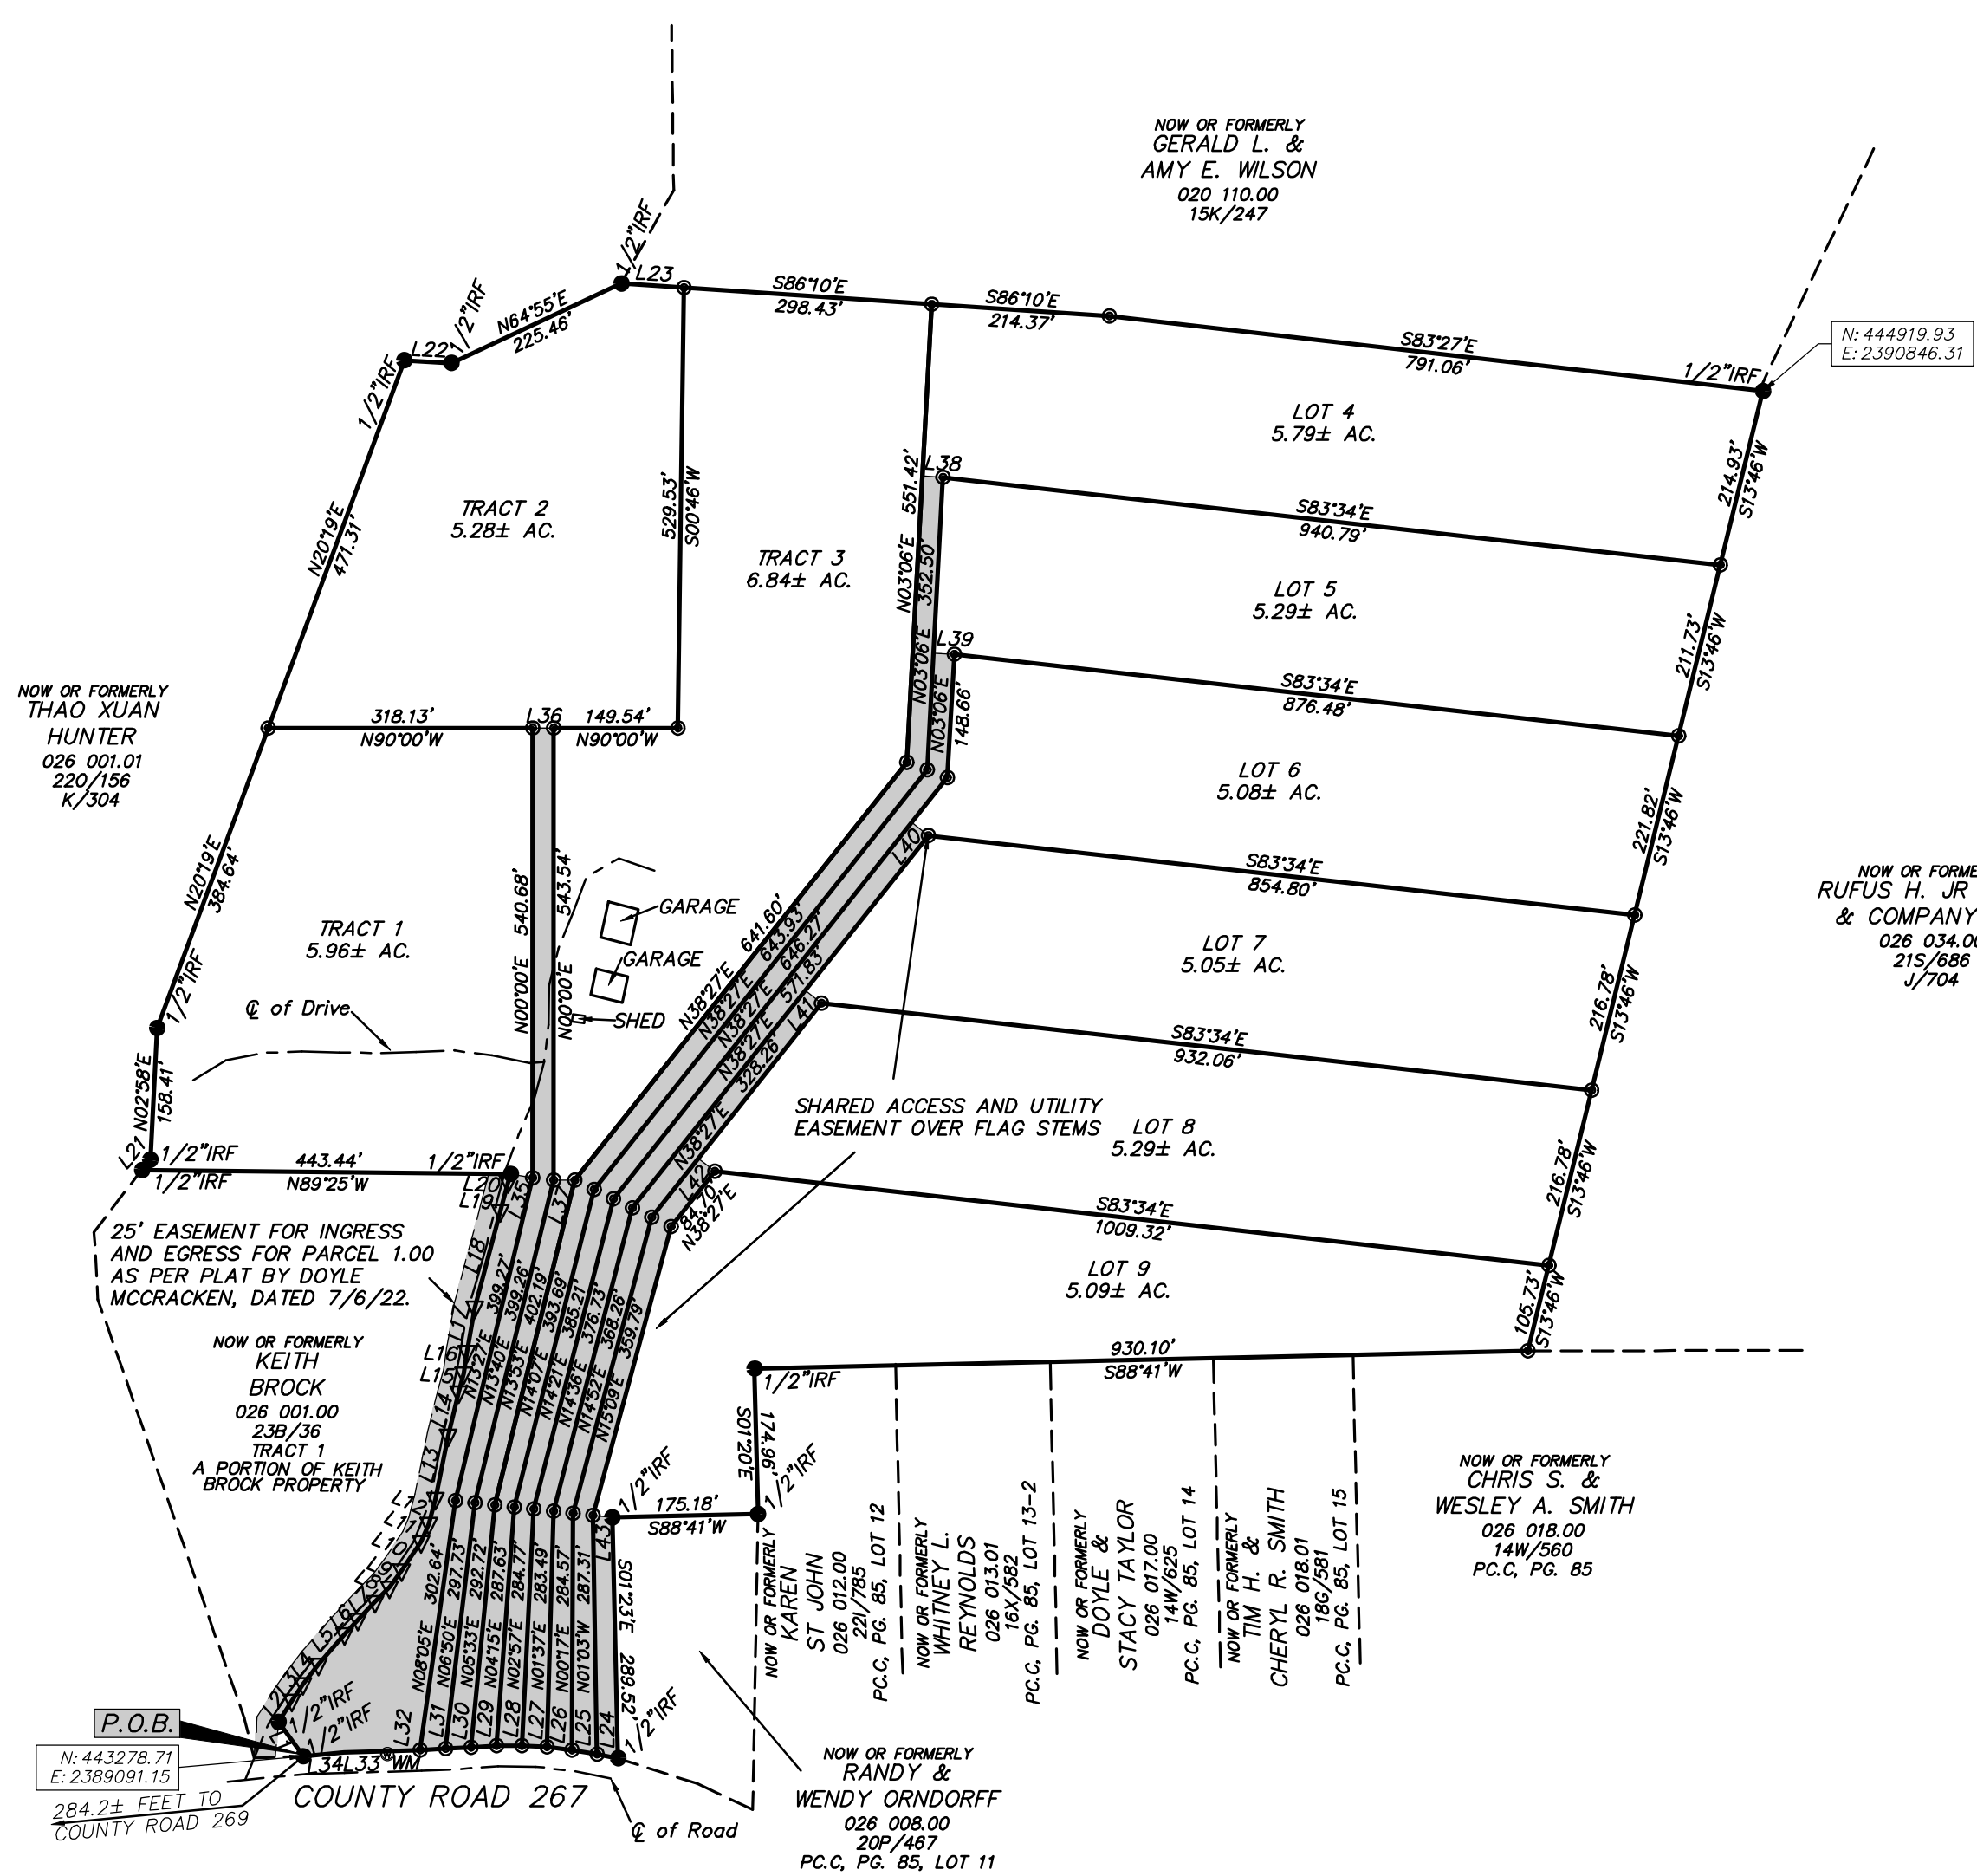 NOW OR FORMERLY
GERALD L. &
AMY E. WILSON
020 110.00
15K/247
1/2"IRF
L23
S86°10'E
298.43'
S86°10'E
214.37'
S83°27'E
791.06'
1/2"IRF
N: 444919.93
E: 2390846.31
1/2"IRF
L22
1/2"IRF
N64°55'E
225.46'
LOT 4
5.79± AC.
214.93'
S13°46'W
N20°19'E
471.31'
TRACT 2
5.28± AC.
529.53'
S00°46'W
TRACT 3
6.84± AC.
N03°06'E 551.42'
L38
N03°06'E 352.50'
S83°34'E
940.79'
LOT 5
5.29± AC.
211.73'
S13°46'W
L39
N03°06'E
148.66'
S83°34'E
876.48'
NOW OR FORMERLY
THAO XUAN
HUNTER
026 001.01
220/156
K/304
318.13'
N90°00'W
L36
149.54'
N90°00'W
LOT 6
5.08± AC.
221.82'
S13°46'W
L40
S83°34'E
854.80'
NOW OR FORME
RUFUS H. JR
& COMPANY
026 034.00
21S/686
J/704
N20°19'E
384.64'
TRACT 1
5.96± AC.
N00°00'E 540.68'
N00°00'E 543.54'
GARAGE
GARAGE
SHED
N38°27'E 641.60'
N38°27'E 643.93'
N38°27'E 646.27'
N38°27'E 571.83'
N38°27'E 328.26'
L41
LOT 7
5.05± AC.
216.78'
S13°46'W
S83°34'E
932.06'
1/2"IRF
℄ of Drive
N02°58'E
158.41'
SHARED ACCESS AND UTILITY
EASEMENT OVER FLAG STEMS
LOT 8
5.29± AC.
216.78'
S13°46'W
L21
1/2"IRF
1/2"IRF
443.44'
N89°25'W
1/2"IRF
L20
L19
L35
L37
L42
84.70'
N38°27'E
S83°34'E
1009.32'
25' EASEMENT FOR INGRESS
AND EGRESS FOR PARCEL 1.00
AS PER PLAT BY DOYLE
MCCRACKEN, DATED 7/6/22.
L18
LOT 9
5.09± AC.
105.73'
S13°46'W
NOW OR FORMERLY
KEITH
BROCK
026 001.00
23B/36
TRACT 1
A PORTION OF KEITH
BROCK PROPERTY
L17
L16
L15
L14
L13
L12
L11
L10
L9
L8
L7
L6
L5
L4
L3
L2
N13°27'E 399.27'
N13°40'E 399.26'
N13°53'E 402.19'
N14°07'E 393.69'
N14°21'E 385.21'
N14°36'E 376.73'
N14°52'E 368.26'
N15°09'E 359.79'
930.10'
S88°41'W
1/2"IRF
S01°20'E
174.96'
1/2"IRF
1/2"IRF
175.18'
S88°41'W
L43
N08°05'E 302.64'
N06°50'E 297.73'
N05°33'E 292.72'
N04°15'E 287.63'
N02°57'E 284.77'
N01°37'E 283.49'
N00°17'E 284.57'
N01°03'W 287.31'
S01°23'E 289.52'
NOW OR FORMERLY
KAREN
ST JOHN
026 012.00
22I/785
PC.C, PG. 85, LOT 12
NOW OR FORMERLY
WHITNEY L.
REYNOLDS
026 013.01
16X/582
PC.C, PG. 85, LOT 13-2
NOW OR FORMERLY
DOYLE &
STACY TAYLOR
026 017.00
14W/625
PC.C, PG. 85, LOT 14
NOW OR FORMERLY
TIM H. &
CHERYL R. SMITH
026 018.01
18G/581
PC.C, PG. 85, LOT 15
NOW OR FORMERLY
CHRIS S. &
WESLEY A. SMITH
026 018.00
14W/560
PC.C, PG. 85
P.O.B.
1/2"IRF
1/2"IRF
N: 443278.71
E: 2389091.15
L34
L33
WM
L32
L31
L30
L29
L28
L27
L26
L25
L24
1/2"IRF
284.2± FEET TO
COUNTY ROAD 269
COUNTY ROAD 267
℄ of Road
NOW OR FORMERLY
RANDY &
WENDY ORNDORFF
026 008.00
20P/467
PC.C, PG. 85, LOT 11